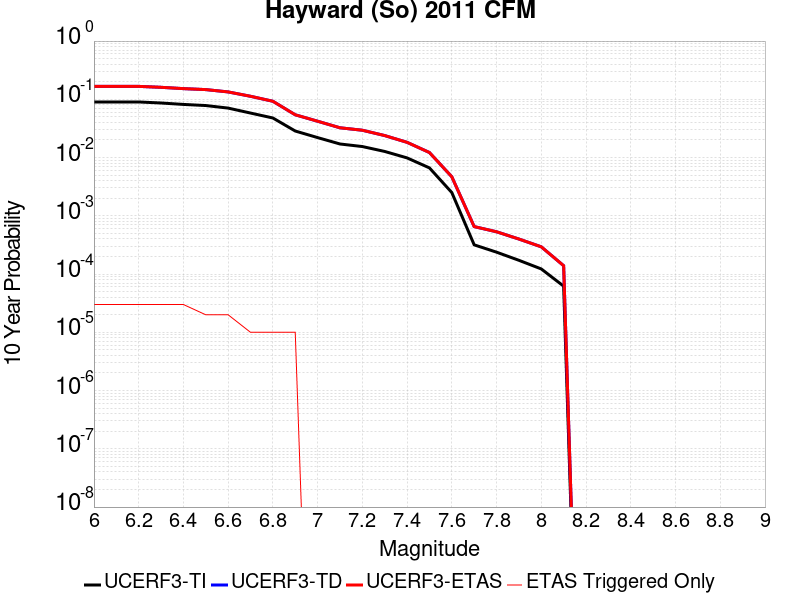 Hayward (So) 2011 CFM
10 Year Probability
10^0
10^-1
10^-2
10^-3
10^-4
10^-5
10^-6
10^-7
10^-8
6 6.2 6.4 6.6 6.8 7 7.2 7.4 7.6 7.8 8 8.2 8.4 8.6 8.8 9
Magnitude
UCERF3-TI UCERF3-TD UCERF3-ETAS ETAS Triggered Only